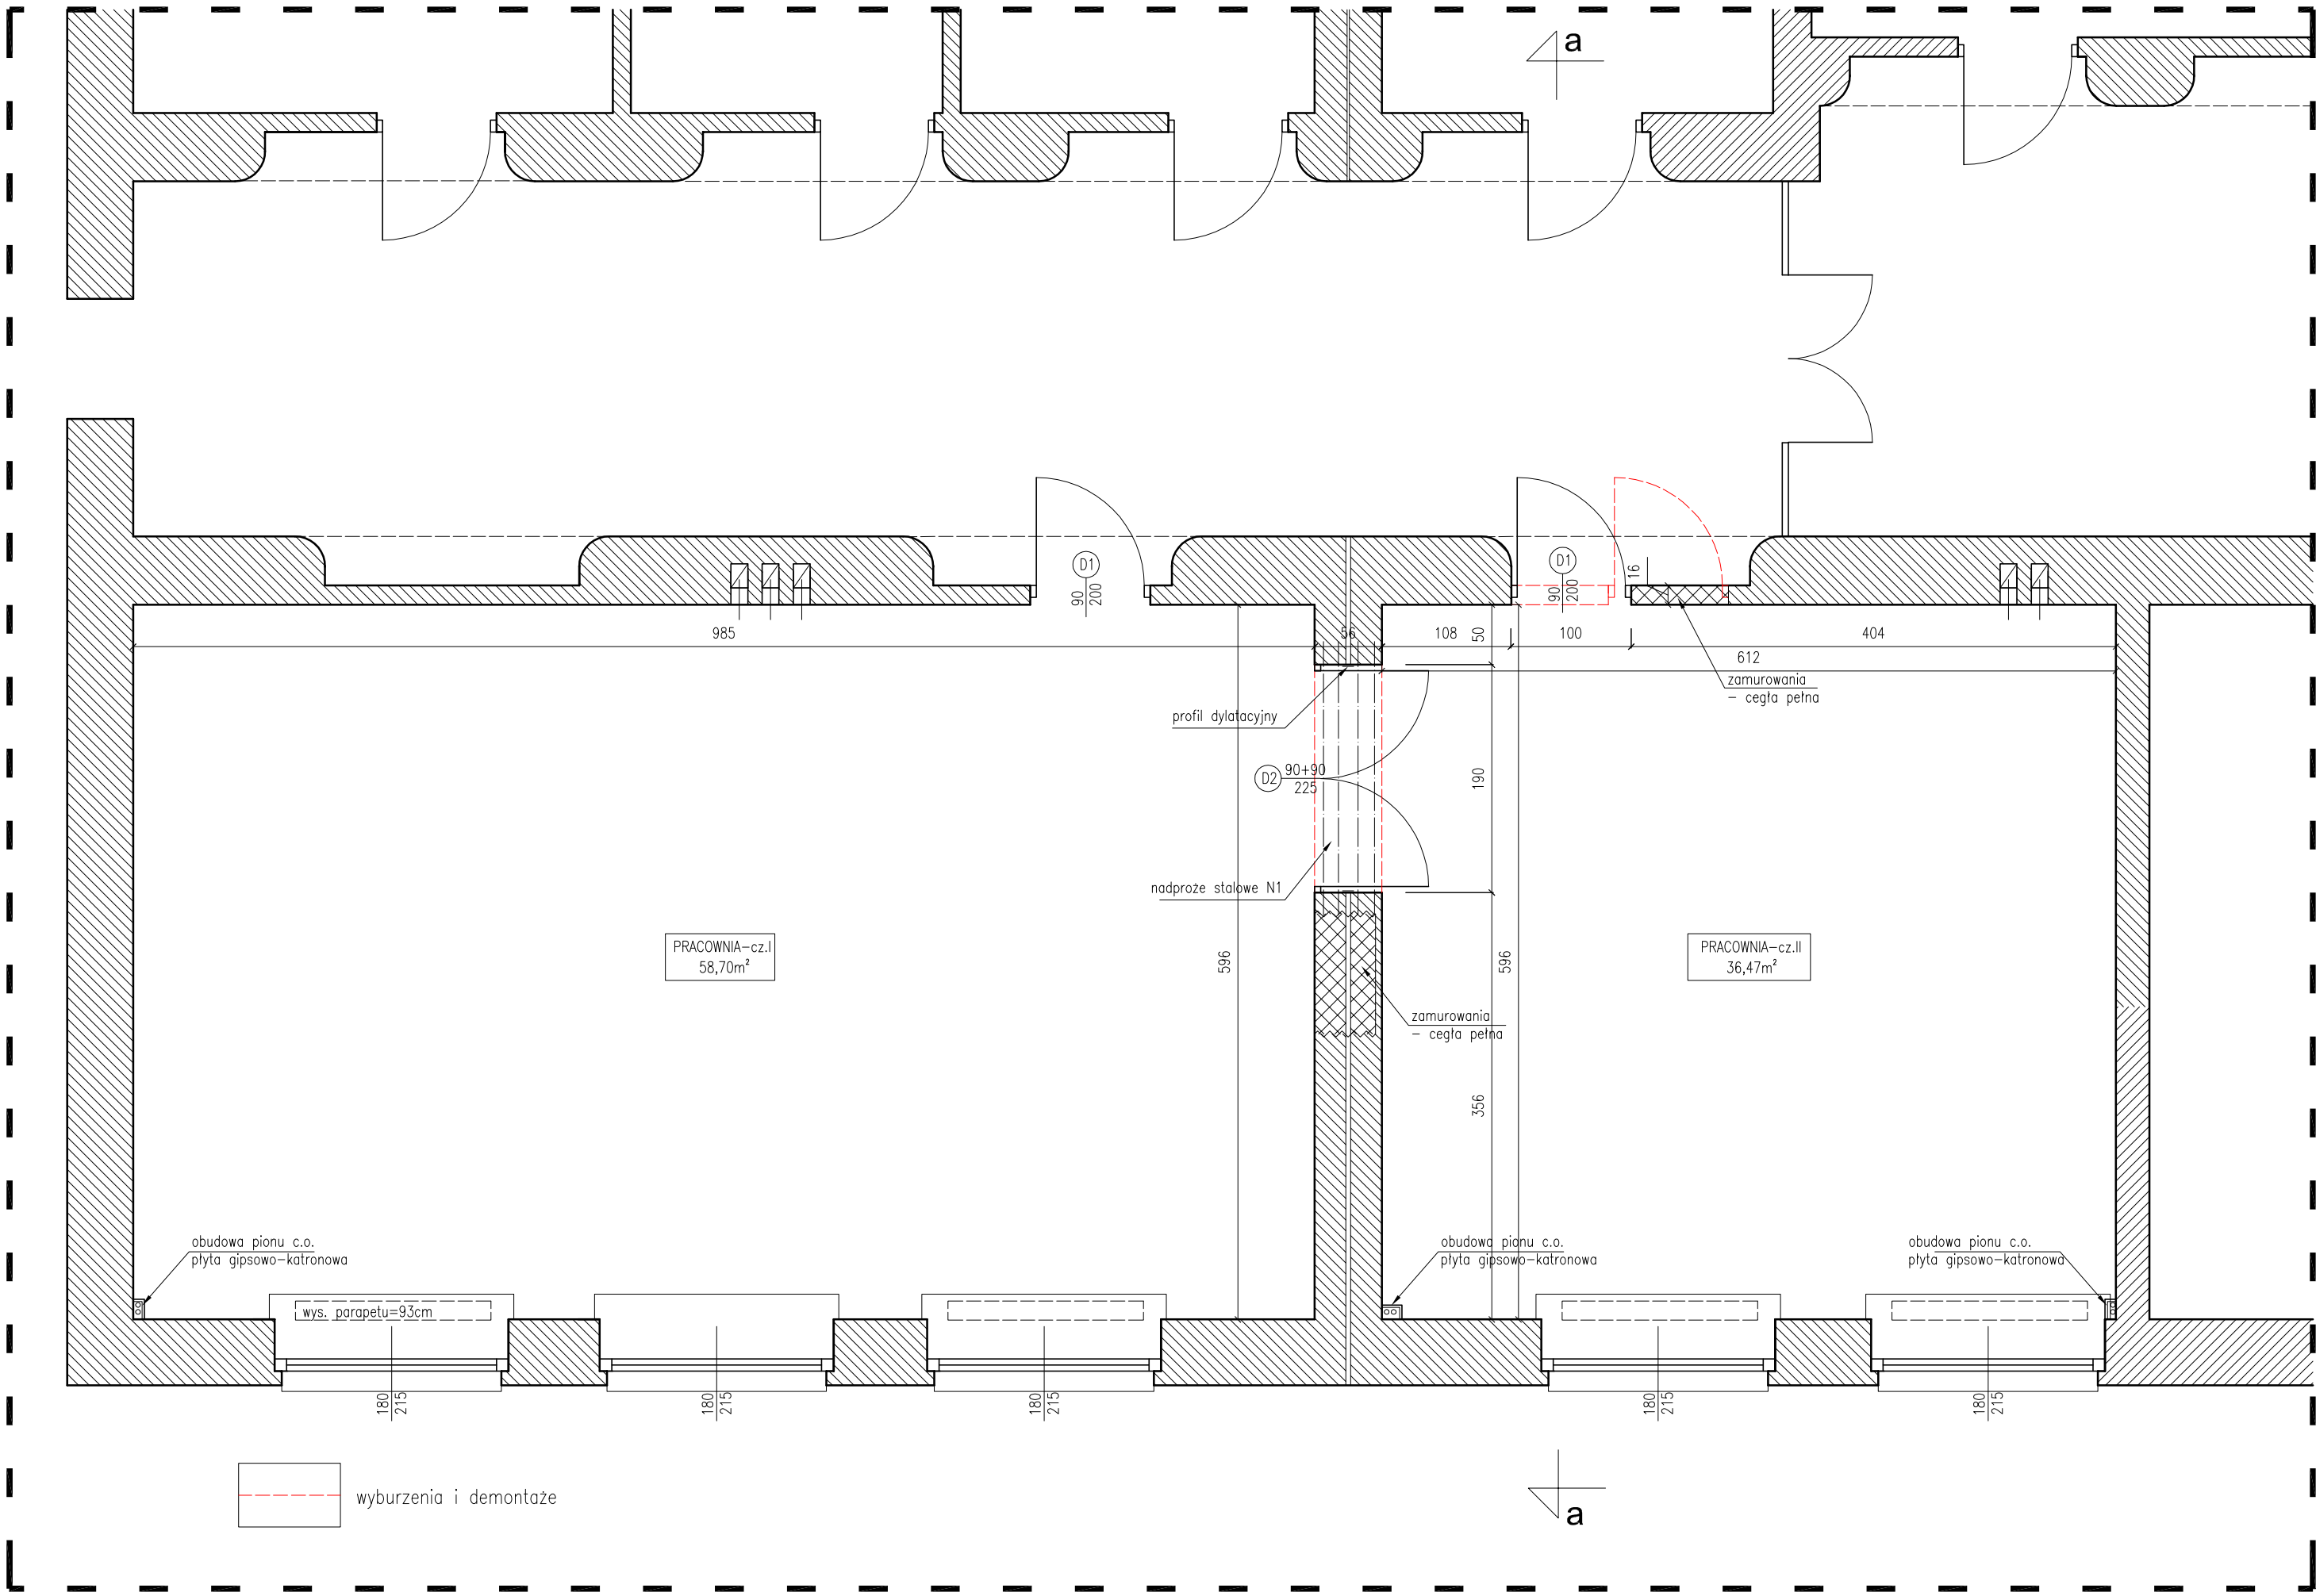 a
D1
90
200
D1
90
200
16
985
56
108
50
100
404
612
zamurowania
- cegła pełna
profil dylatacyjny
D2
90+90
225
190
nadproże stalowe N1
PRACOWNIA-cz.I
58,70m²
596
596
PRACOWNIA-cz.II
36,47m²
zamurowania
- cegła pełna
356
obudowa pionu c.o.
płyta gipsowo-katronowa
obudowa pionu c.o.
płyta gipsowo-katronowa
obudowa pionu c.o.
płyta gipsowo-katronowa
wys. parapetu=93cm
180
215
180
215
180
215
180
215
180
215
wyburzenia i demontaże
a